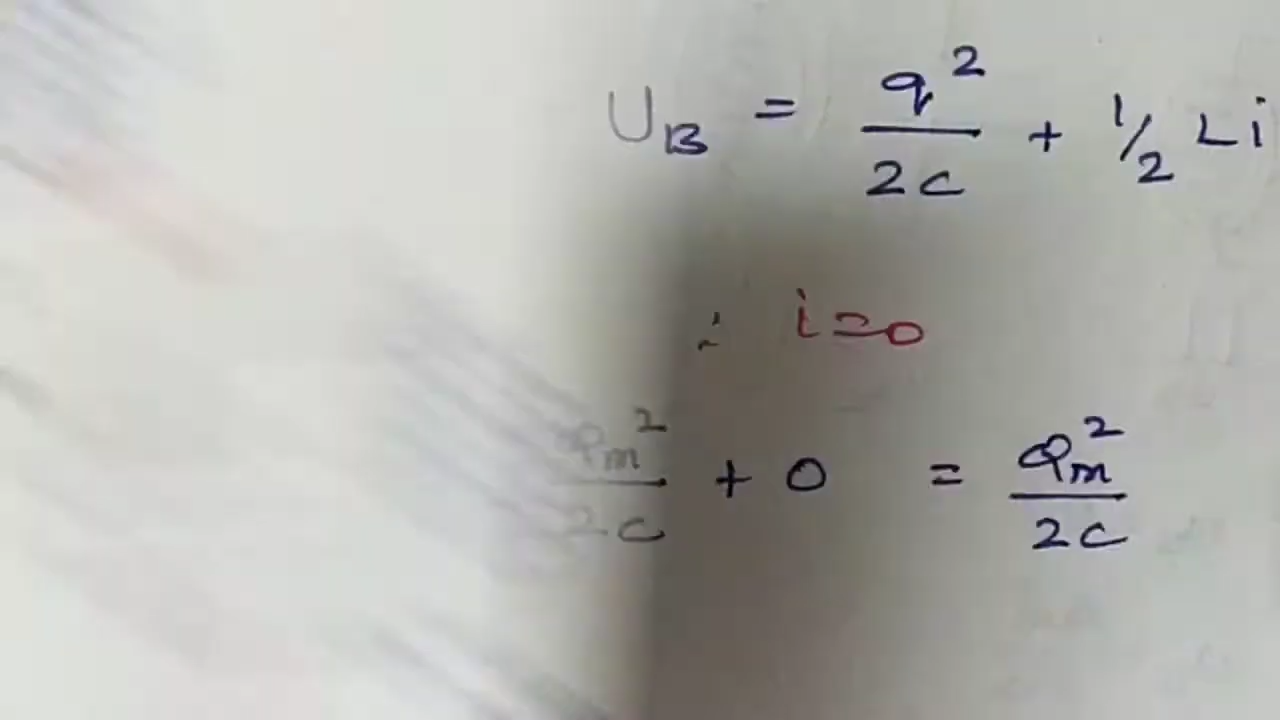 U_B = q²/2c + 1/2 Li
∴ i=0
Q_m²/2c + 0 = Q_m²/2c